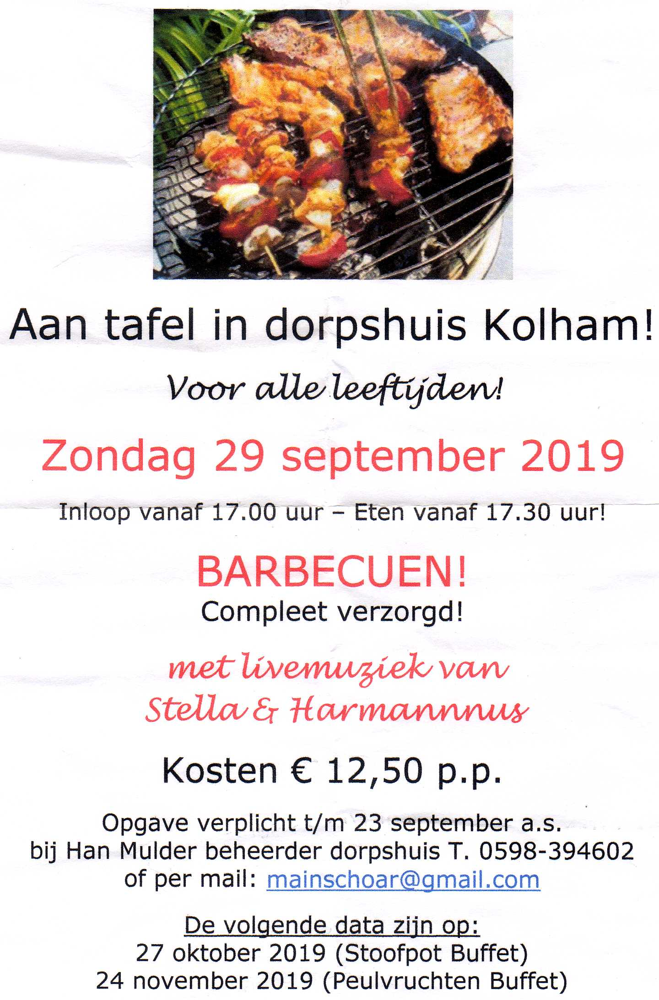 Aan tafel in dorpshuis Kolham!
Voor alle leeftijden!
Zondag 29 september 2019
Inloop vanaf 17.00 uur – Eten vanaf 17.30 uur!
BARBECUEN!
Compleet verzorgd!
met livemuziek van
Stella & Harmannnus
Kosten € 12,50 p.p.
Opgave verplicht t/m 23 september a.s.
bij Han Mulder beheerder dorpshuis T. 0598-394602
of per mail: mainschoar@gmail.com
De volgende data zijn op:
27 oktober 2019 (Stoofpot Buffet)
24 november 2019 (Peulvruchten Buffet)